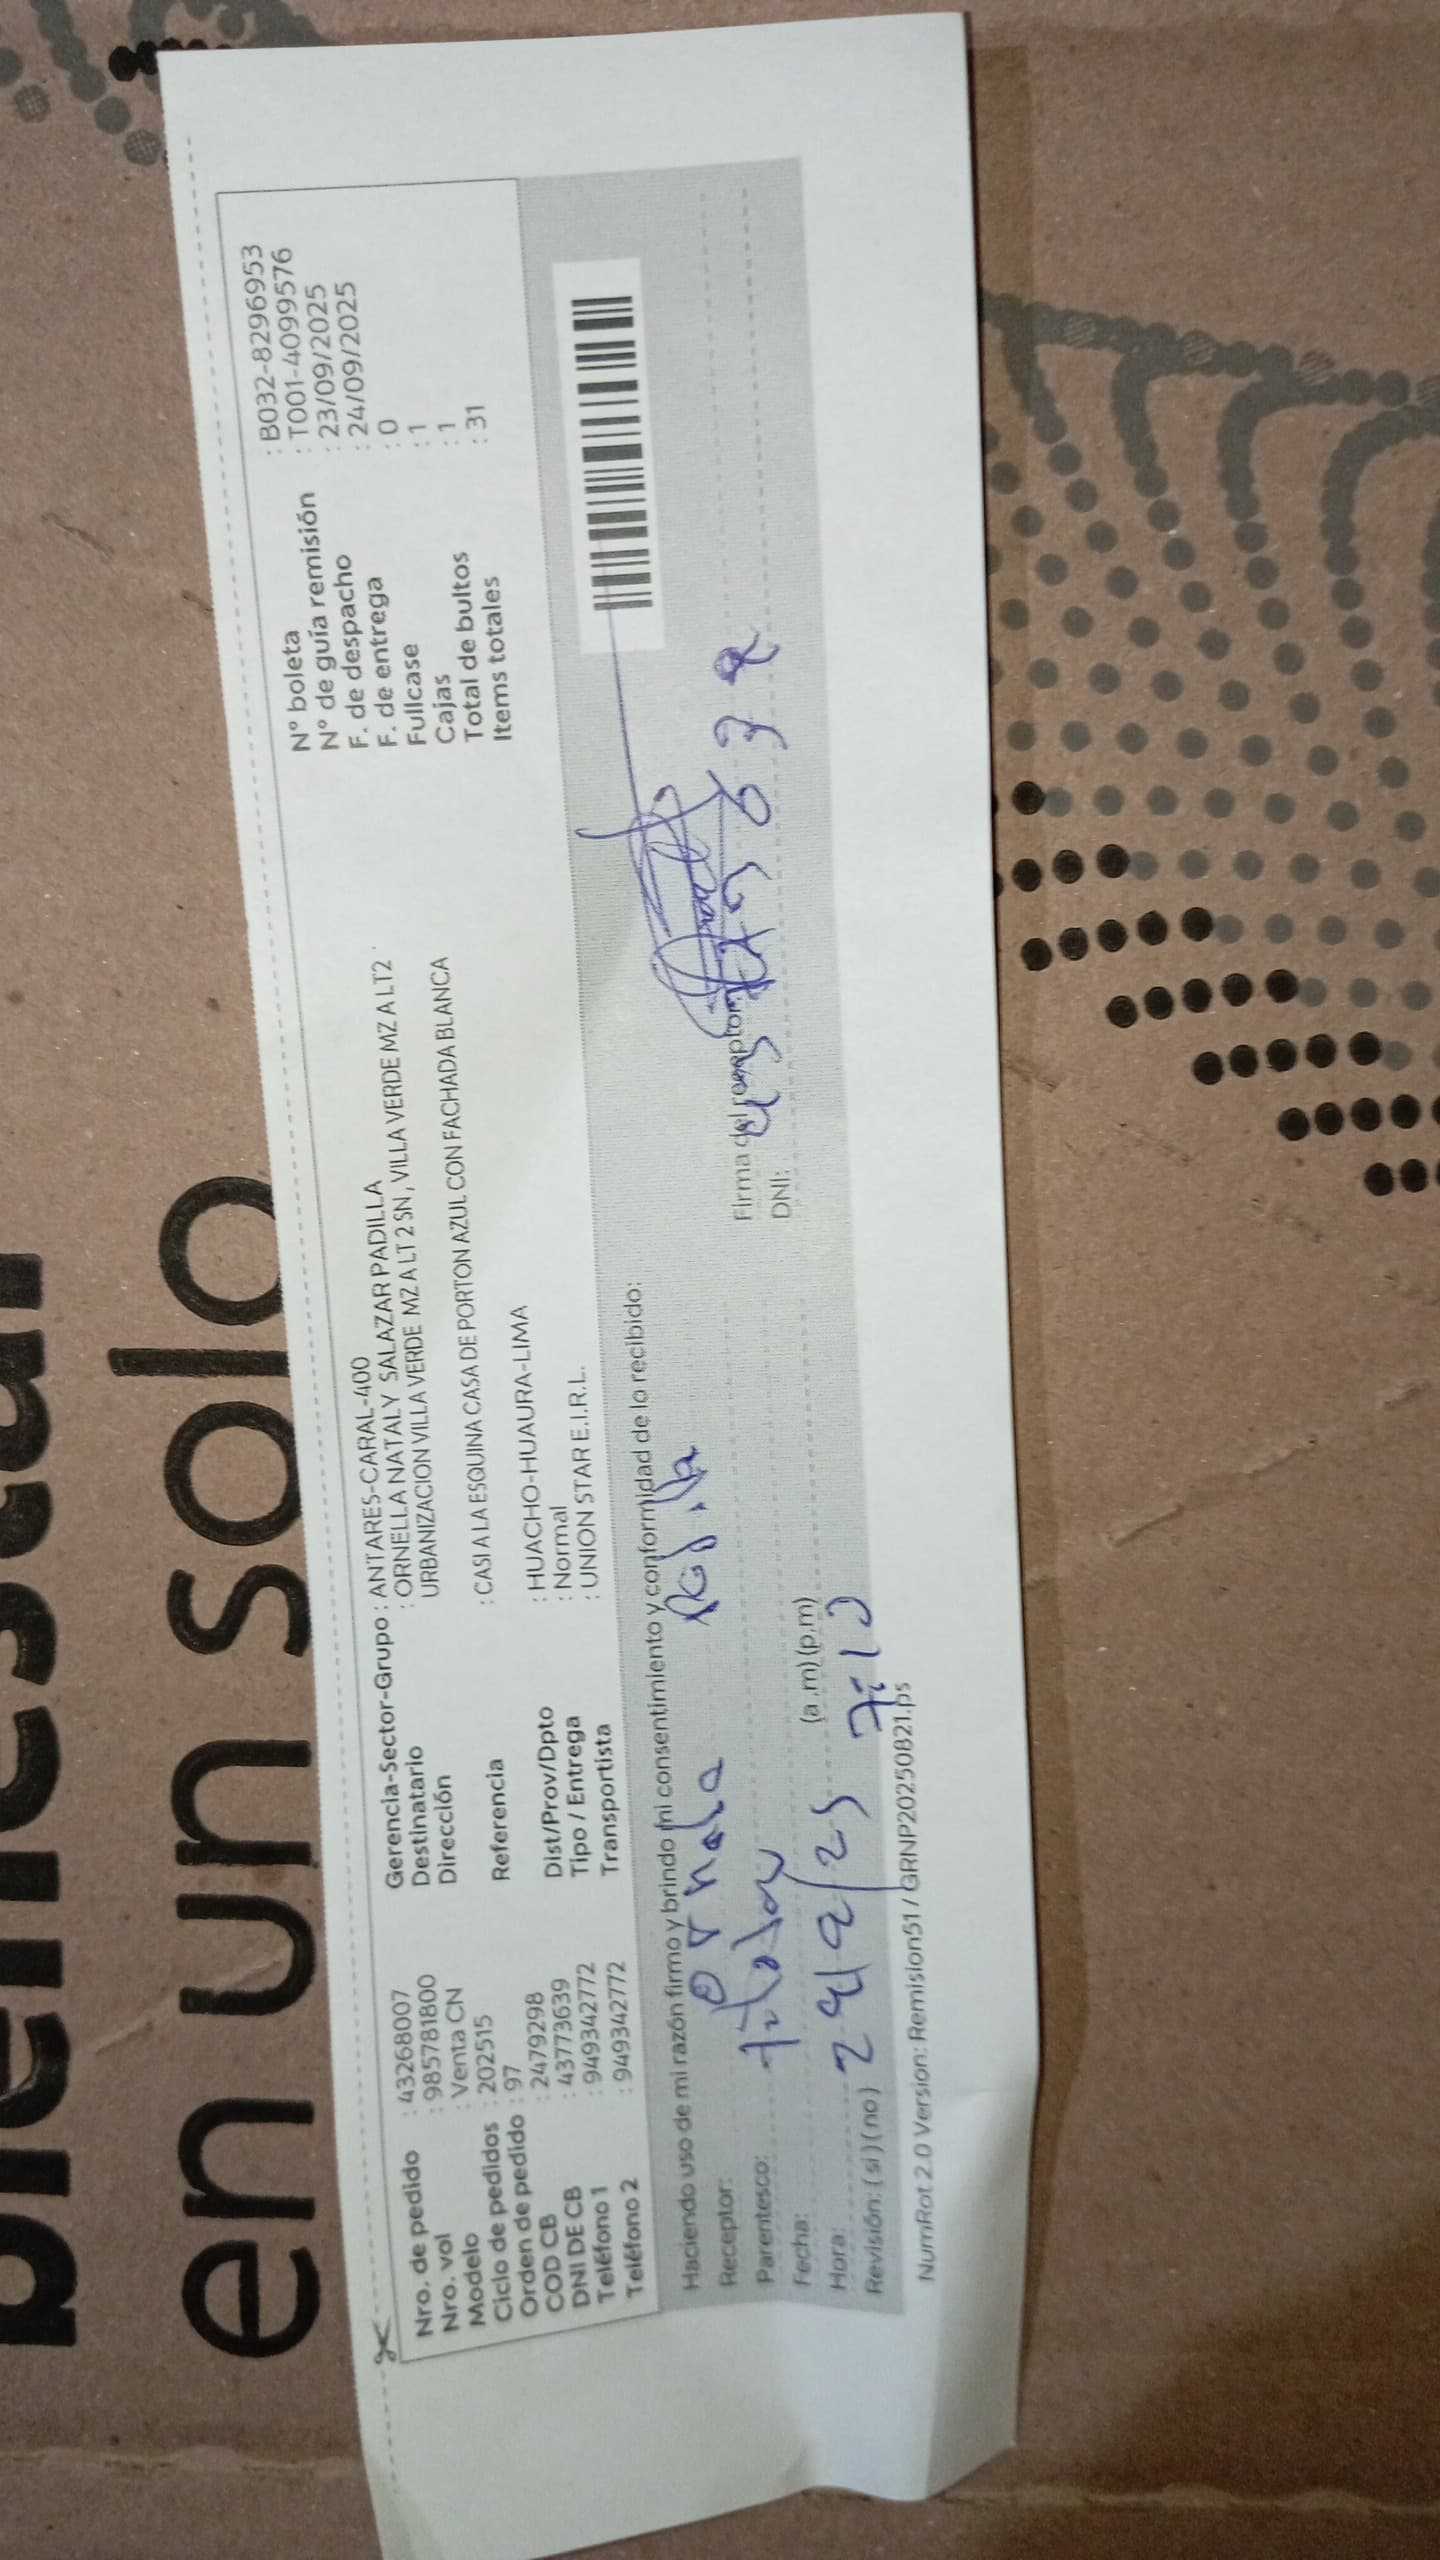 bienestar
en un solo
Nro. de pedido : 43268007
Nro. vol : 985781800
Modelo : Venta CN
Ciclo de pedidos : 202515
Orden de pedido : 97
COD CB : 2479298
DNI DE CB : 43773639
Teléfono 1 : 949342772
Teléfono 2 : 949342772
Gerencia-Sector-Grupo : ANTARES-CARAL-400
Destinatario : ORNELLA NATALY SALAZAR PADILLA
Dirección URBANIZACION VILLA VERDE MZ A LT 2 SN, VILLA VERDE MZ A LT2
Referencia : CASI LA ESQUINA CASA DE PORTON AZUL CON FACHADA BLANCA
Dist/Prov/Dpto : HUACHO-HUAURA-LIMA
Tipo / Entrega : Normal
Transportista : UNION STAR E.I.R.L.
N° boleta : B032-8296953
N° de guía remisión : T001-4099576
F. de despacho : 23/09/2025
F. de entrega : 24/09/2025
Fullcase : 0
Cajas : 1
Total de bultos : 1
Items totales : 31
Haciendo uso de mi razón firmo y brindo mi consentimiento y conformidad de lo recibido:
Receptor: Padilla
Parentesco: Titular
Fecha: 24/9/25
Hora: (a.m) (p.m) 7:10
Revisión: (si) (no)
Firma del receptor:
DNI:
NumRot 2.0 Version: Remision51 / GRNP20250821.ps